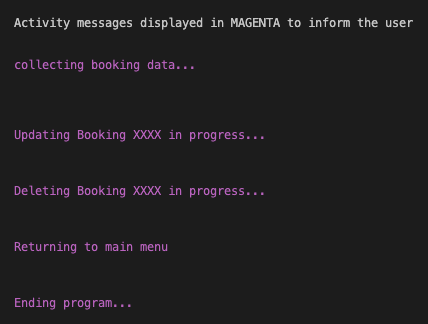 Activity messages displayed in MAGENTA to inform the user
collecting booking data...
Updating Booking XXXX in progress...
Deleting Booking XXXX in progress...
Returning to main menu
Ending program...